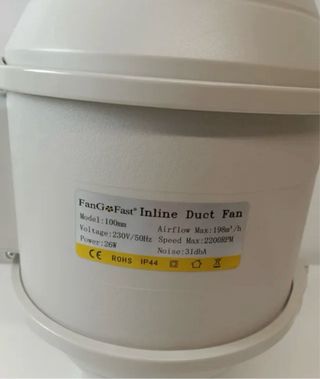 FanGoFast® Inline Duct Fan
Model:100mm
Airflow Max:198m³/h
Voltage:230V/50Hz
Speed Max:2200RPM
Power:26W
Noise:31dbA
CE ROHS IP44